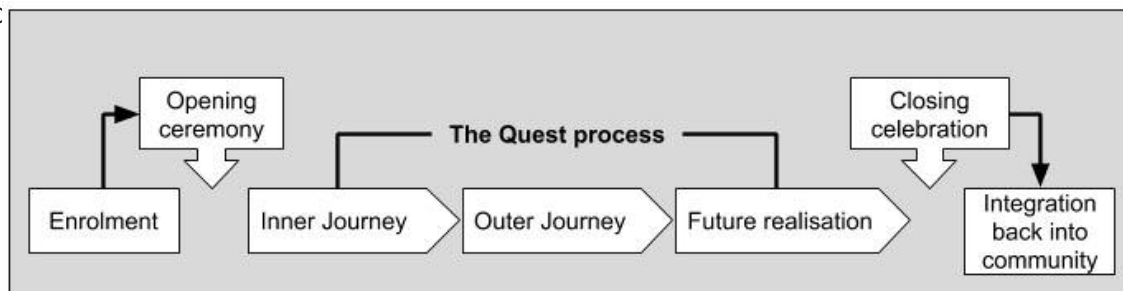 Opening
ceremony
The Quest process
Closing
celebration
Enrolment
Inner Journey
Outer Journey
Future realisation
Integration
back into
community